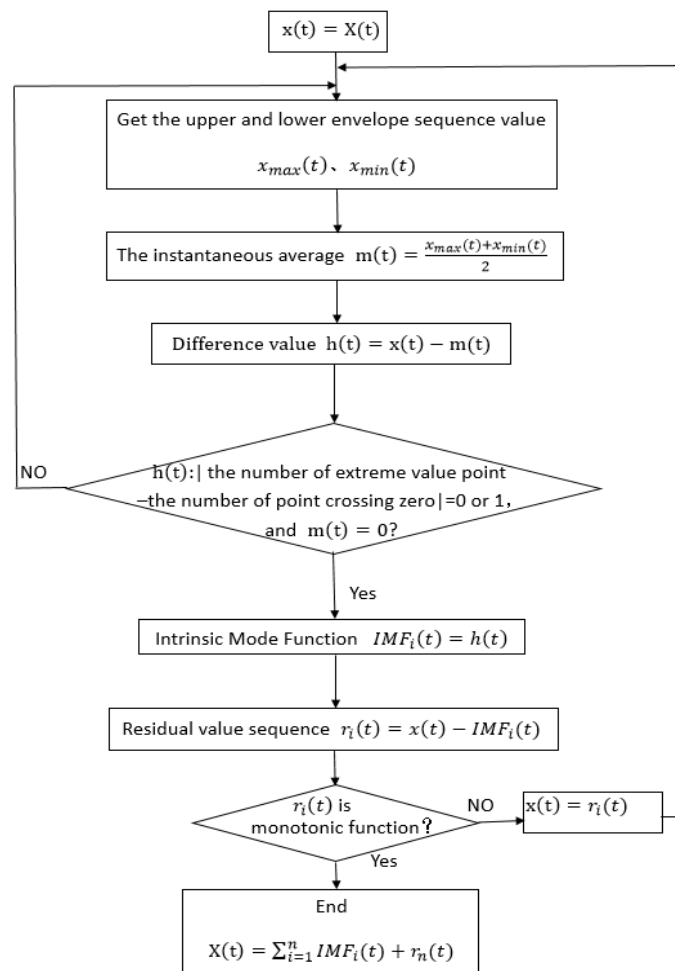 x(t) = X(t)
Get the upper and lower envelope sequence value
x_max(t)、x_min(t)
The instantaneous average m(t) = (x_max(t)+x_min(t))/2
Difference value h(t) = x(t) − m(t)
NO
h(t):| the number of extreme value point
−the number of point crossing zero|=0 or 1,
and m(t) = 0?
Yes
Intrinsic Mode Function IMF_i(t) = h(t)
Residual value sequence r_i(t) = x(t) − IMF_i(t)
r_i(t) is
monotonic function?
NO
x(t) = r_i(t)
Yes
End
X(t) = ∑_{i=1}^{n} IMF_i(t) + r_n(t)